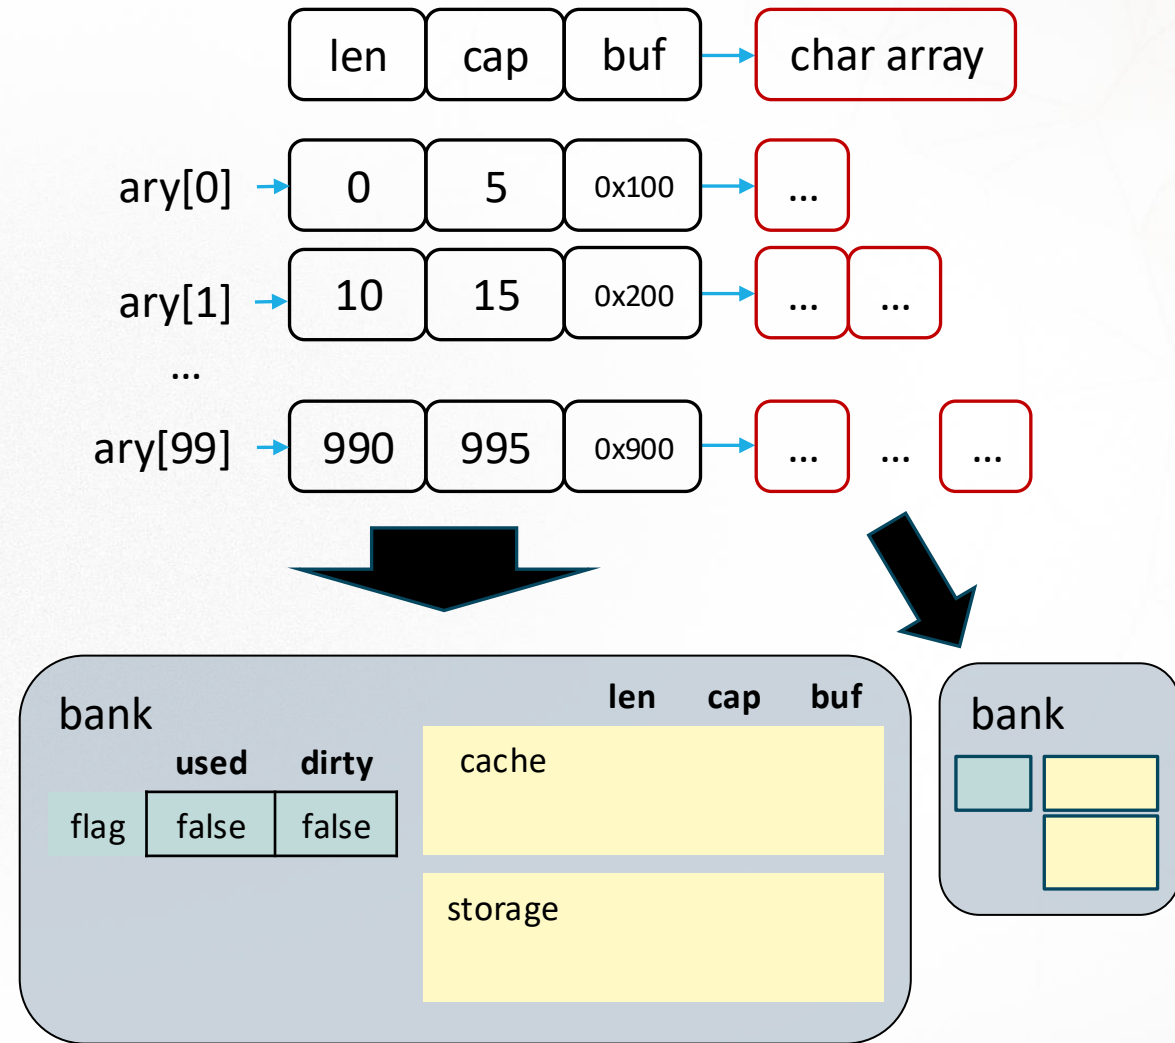 len cap buf char array
ary[0] 0 5 0x100 ...
ary[1] 10 15 0x200 ... ...
...
ary[99] 990 995 0x900 ... ... ...
bank
len cap buf
used dirty
flag false false
cache
storage
bank